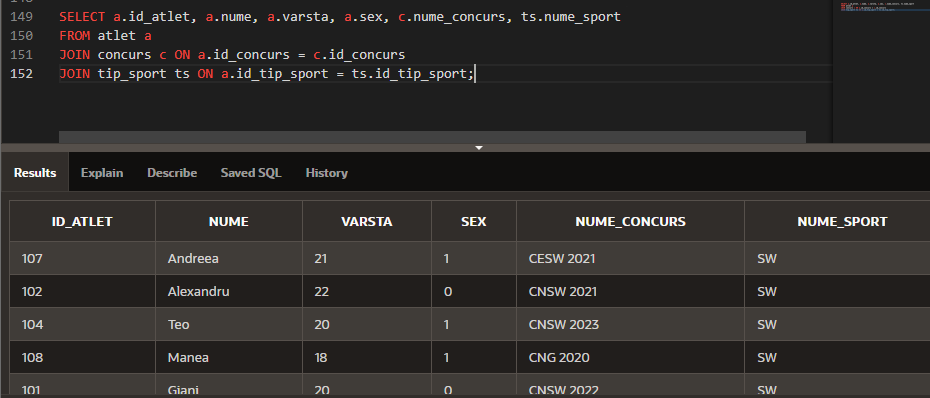 149 SELECT a.id_atlet, a.nume, a.varsta, a.sex, c.nume_concurs, ts.nume_sport
150 FROM atlet a
151 JOIN concurs c ON a.id_concurs = c.id_concurs
152 JOIN tip_sport ts ON a.id_tip_sport = ts.id_tip_sport;
Results Explain Describe Saved SQL History
ID_ATLET NUME VARSTA SEX NUME_CONCURS NUME_SPORT
107 Andreea 21 1 CESW 2021 SW
102 Alexandru 22 0 CNSW 2021 SW
104 Teo 20 1 CNSW 2023 SW
108 Manea 18 1 CNG 2020 SW
101 Giani 20 0 CNSW 2022 SW